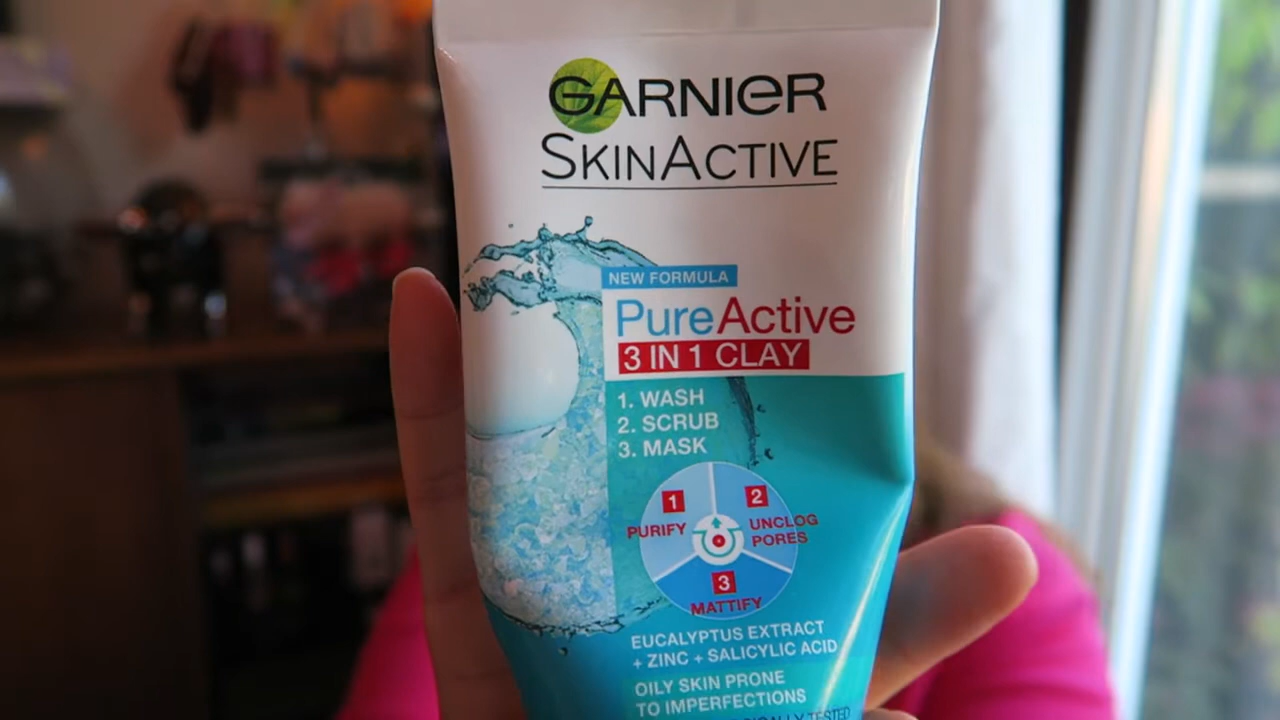 GARNIER
SKINACTIVE
NEW FORMULA
PureActive
3 IN 1 CLAY
1. WASH
2. SCRUB
3. MASK
1
PURIFY
2
UNCLOG
PORES
3
MATTIFY
EUCALYPTUS EXTRACT
+ ZINC + SALICYLIC ACID
OILY SKIN PRONE
TO IMPERFECTIONS
TESTED